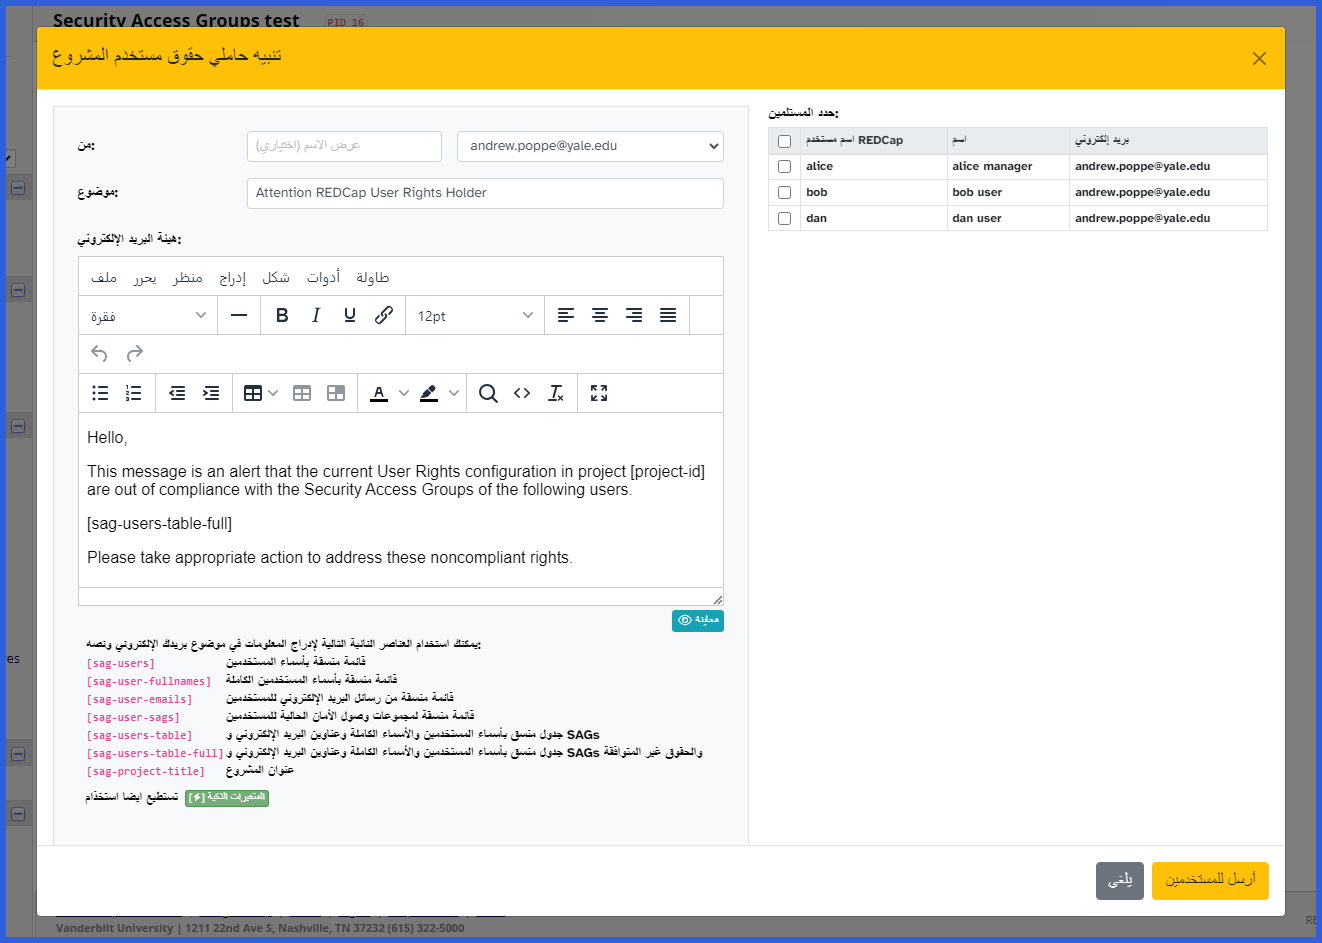 Security Access Groups test PID 16
تنبيه حاملي حقوق مستخدم المشروع
من:
عرض الاسم (اختياري)
andrew.poppe@yale.edu
موضوع:
Attention REDCap User Rights Holder
هيئة البريد الإلكتروني:
ملف يحرر منظر إدراج شكل أدوات طاولة
فقرة
B I U
12pt
Hello,
This message is an alert that the current User Rights configuration in project [project-id]
are out of compliance with the Security Access Groups of the following users.
[sag-users-table-full]
Please take appropriate action to address these noncompliant rights.
معاينة
يمكنك استخدام العناصر النائبة التالية لإدراج المعلومات في موضوع بريدك الإلكتروني ونصه:
[sag-users] قائمة منسقة بأسماء المستخدمين
[sag-user-fullnames] قائمة منسقة بأسماء المستخدمين الكاملة
[sag-user-emails] قائمة منسقة من رسائل البريد الإلكتروني للمستخدمين
[sag-user-sags] قائمة منسقة لمجموعات وصول الأمان الحالية للمستخدمين
[sag-users-table] جدول منسق بأسماء المستخدمين والأسماء الكاملة وعناوين البريد الإلكتروني و SAGs
[sag-users-table-full] جدول منسق بأسماء المستخدمين والأسماء الكاملة وعناوين البريد الإلكتروني و SAGs والحقوق غير المتوافقة
[sag-project-title] عنوان المشروع
تستطيع ايضا استخدام [⚡] المتغيرات الذكية
حدد المستلمين:
اسم مستخدم REDCap اسم بريد إلكتروني
alice alice manager andrew.poppe@yale.edu
bob bob user andrew.poppe@yale.edu
dan dan user andrew.poppe@yale.edu
يلغي
أرسل للمستخدمين
es
Vanderbilt University | 1211 22nd Ave S, Nashville, TN 37232 (615) 322-5000
RE